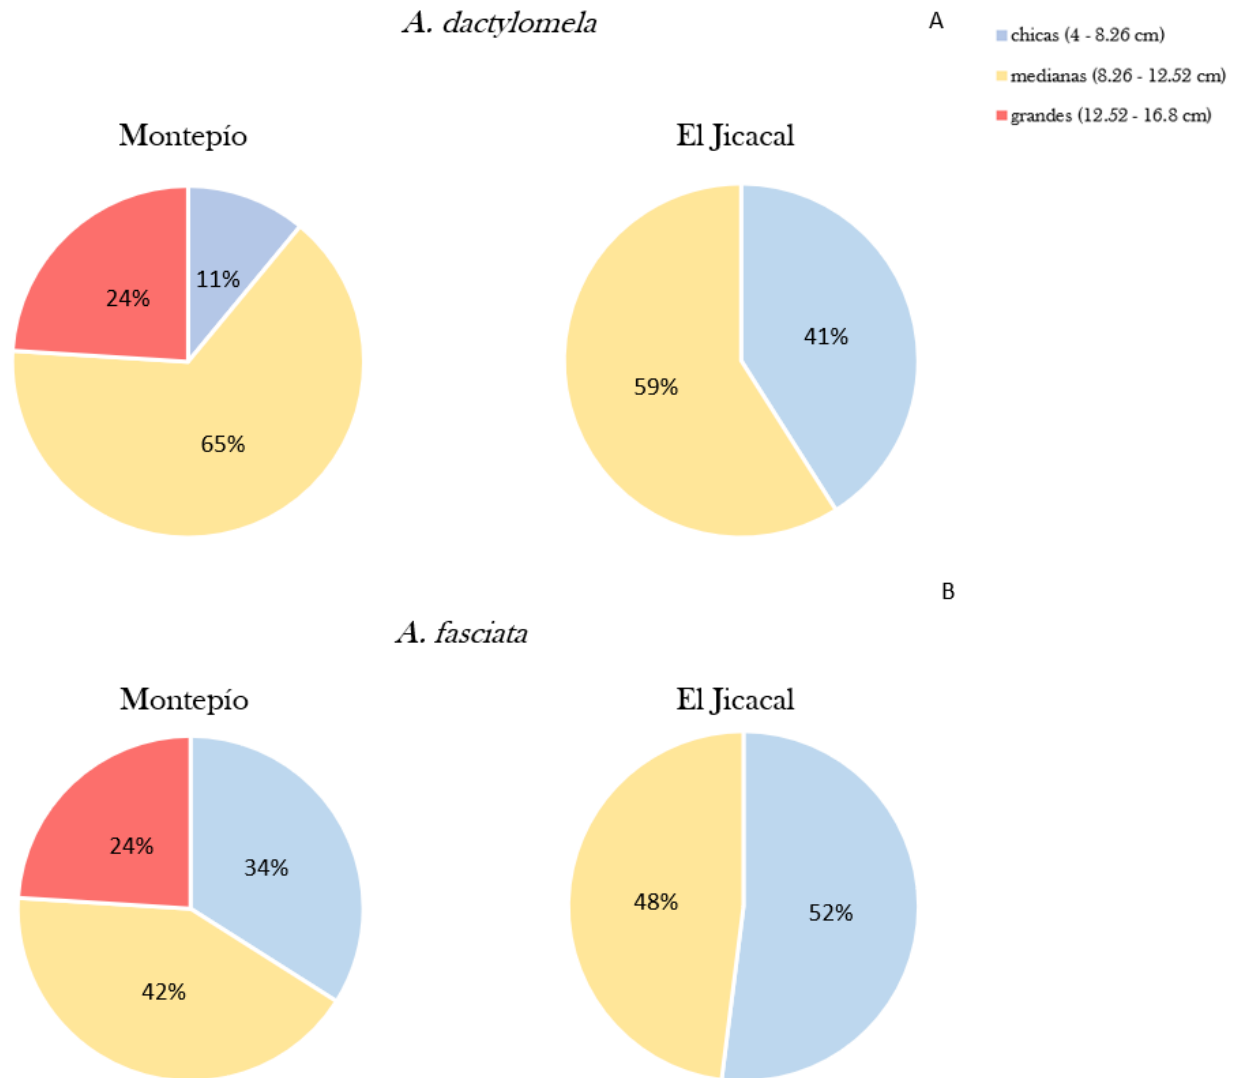 A. dactylomela
A
chicas (4 - 8.26 cm)
medianas (8.26 - 12.52 cm)
grandes (12.52 - 16.8 cm)
Montepío
El Jicacal
11%
24%
65%
41%
59%
B
A. fasciata
Montepío
El Jicacal
24%
34%
42%
48%
52%